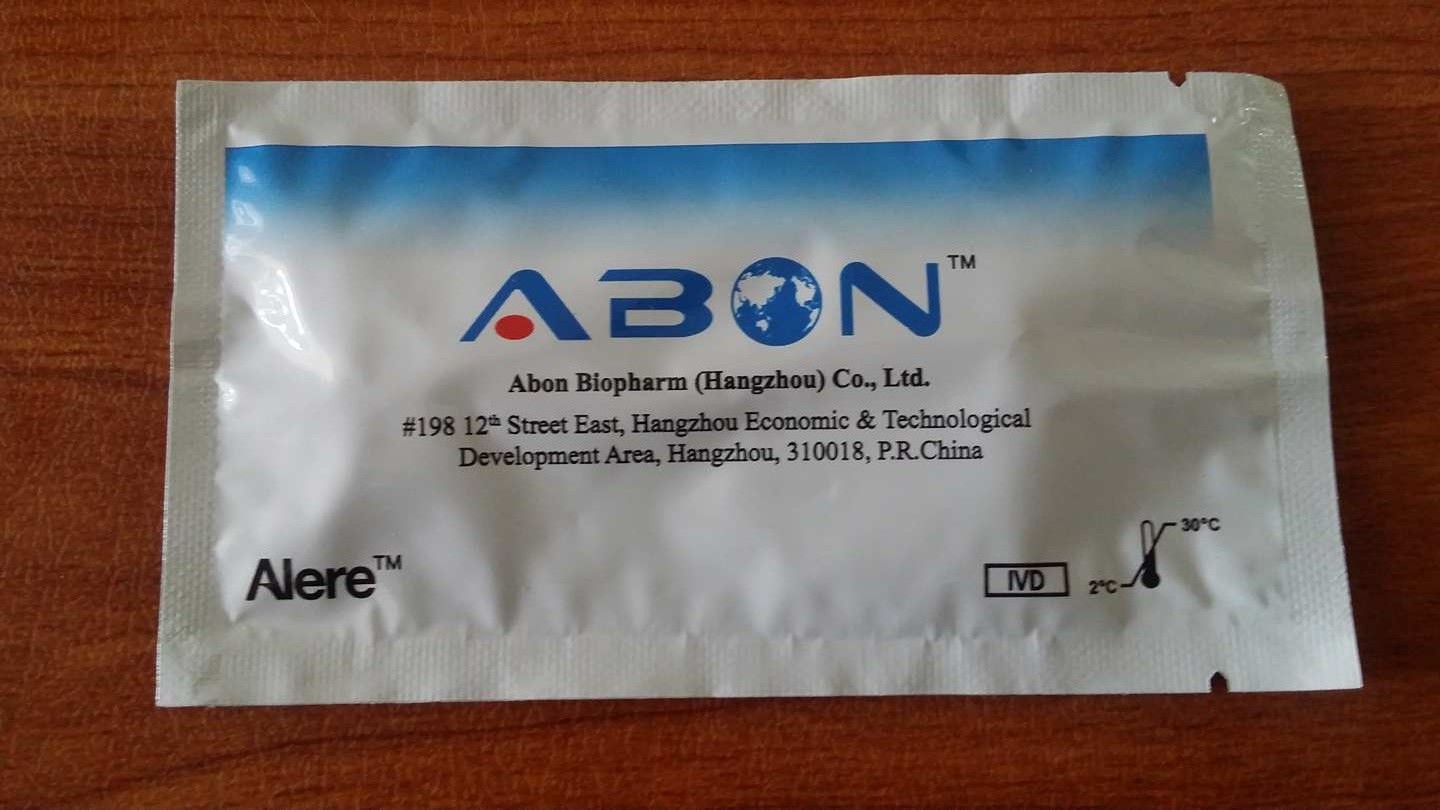 ABON™
Abon Biopharm (Hangzhou) Co., Ltd.
#198 12th Street East, Hangzhou Economic & Technological
Development Area, Hangzhou, 310018, P.R.China
Alere™
IVD
2°C
30°C